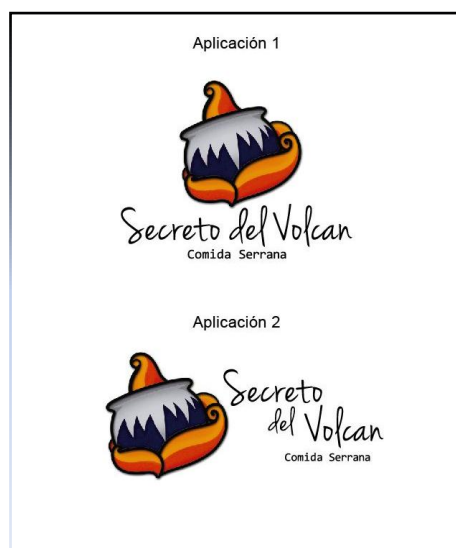 Aplicación 1
Secreto del Volcan
Comida Serrana
Aplicación 2
Secreto
del Volcan
Comida Serrana